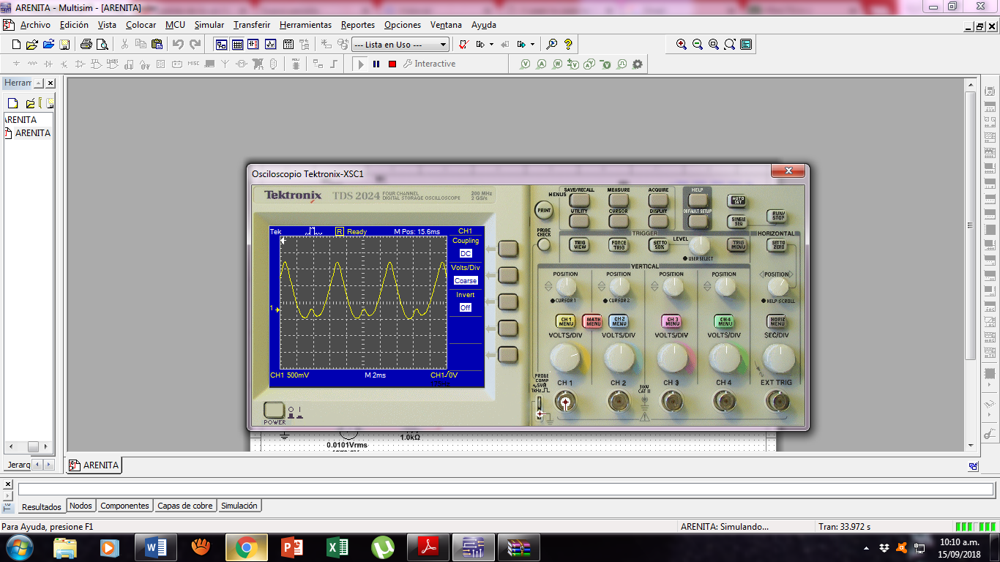 ARENITA - Multisim - [ARENITA]
Archivo Edición Vista Colocar MCU Simular Transferir Herramientas Reportes Opciones Ventana Ayuda
--- Lista en Uso ---
MISC
Interactive
Herram
ARENITA
ARENITA
Osciloscopio Tektronix-XSC1
Tektronix TDS 2024 FOUR CHANNEL DIGITAL STORAGE OSCILLOSCOPE 200 MHz 2 GS/s
Tek R Ready M Pos: 15.6ms CH1
Coupling
DC
Volts/Div
Coarse
Invert
Off
1
CH1 500mV M 2ms CH1 0V
POWER
PRINT
MENUS
SAVE/RECALL MEASURE ACQUIRE HELP
AUTO SET
UTILITY CURSOR DISPLAY DEFAULT SETUP
SINGLE SEQ
RUN/STOP
PROBE CHECK
TRIGGER
HORIZONTAL
TRIG VIEW FORCE TRIG SET TO 50% LEVEL TRIG MENU SET TO ZERO
USER SELECT
VERTICAL
POSITION POSITION POSITION POSITION POSITION
CURSOR 1 CURSOR 2 HELP SCROLL
CH 1 MENU MATH MENU CH 2 MENU CH 3 MENU CH 4 MENU HORIZ MENU
VOLTS/DIV VOLTS/DIV VOLTS/DIV VOLTS/DIV SEC/DIV
PROBE COMP
~5V@
1kHz
CH 1 CH 2 300V CAT II CH 3 CH 4 EXT TRIG
0.0101Vrms
1.0kΩ
Jerarq
ARENITA
Resultados Nodos Componentes Capas de cobre Simulación
Para Ayuda, presione F1 ARENITA: Simulando... Tran: 33.972 s
10:10 a.m.
15/09/2018